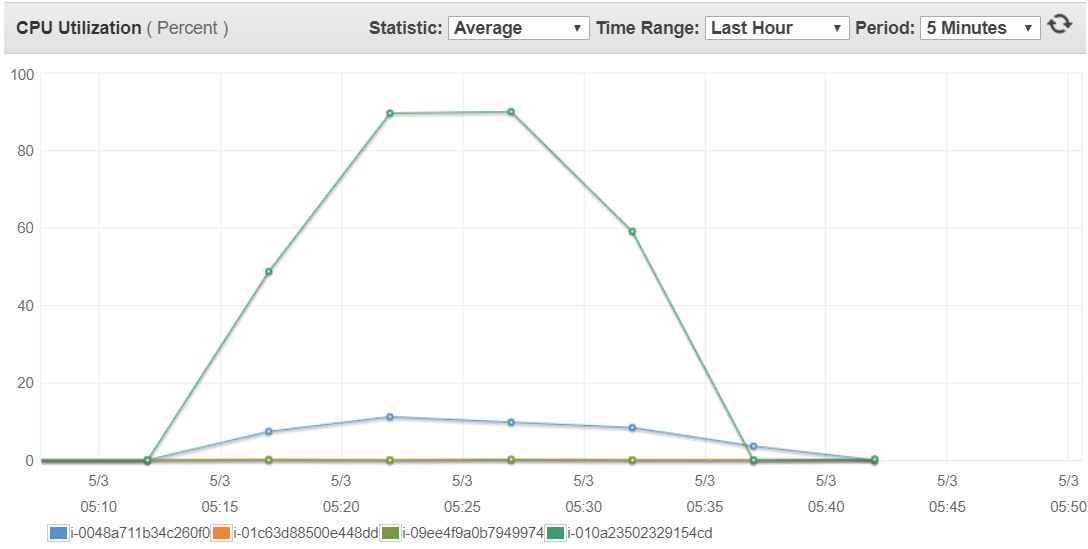 CPU Utilization ( Percent ) Statistic: Average Time Range: Last Hour Period: 5 Minutes
100
80
60
40
20
0
5/3 5/3 5/3 5/3 5/3 5/3 5/3 5/3 5/3
05:10 05:15 05:20 05:25 05:30 05:35 05:40 05:45 05:50
i-0048a711b34c260f0 i-01c63d88500e448dd i-09ee4f9a0b7949974 i-010a23502329154cd